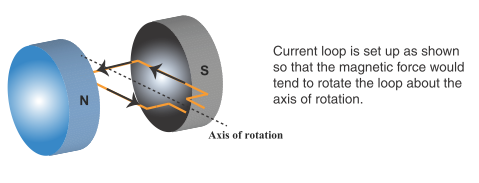 N
S
Axis of rotation
Current loop is set up as shown
so that the magnetic force would
tend to rotate the loop about the
axis of rotation.